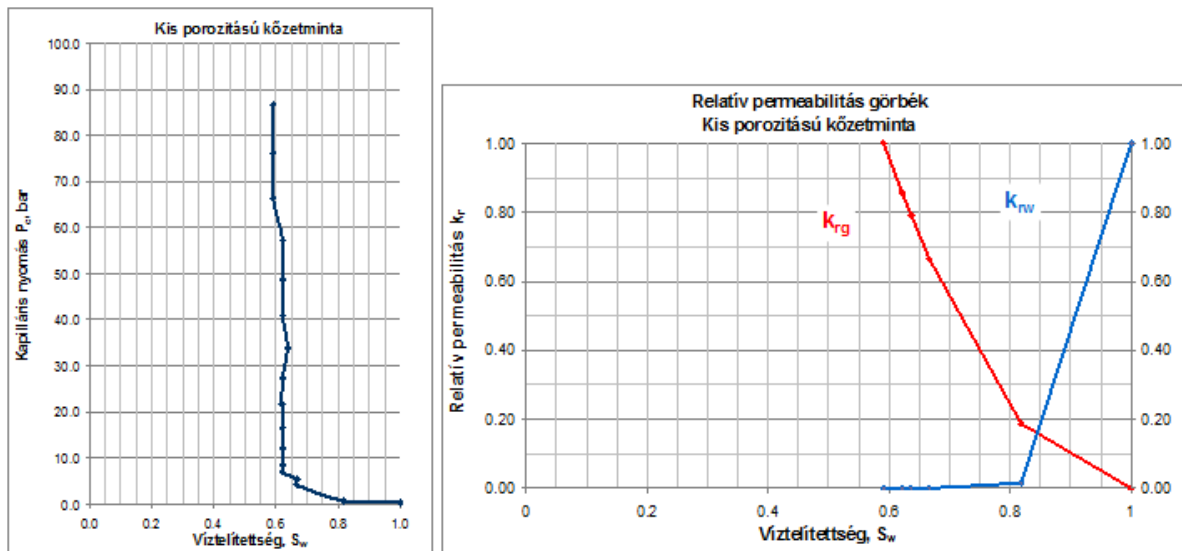 Kis porozitású kőzetminta
Kapilláris nyomás Pc, bar
100.0
90.0
80.0
70.0
60.0
50.0
40.0
30.0
20.0
10.0
0.0
0.0 0.2 0.4 0.6 0.8 1.0
Víztelítettség, Sw
Relatív permeabilitás görbék
Kis porozitású kőzetminta
Relatív permeabilitás kr
1.00 1.00
0.80 0.80
0.60 0.60
0.40 0.40
0.20 0.20
0.00 0.00
krg
krw
0 0.2 0.4 0.6 0.8 1
Víztelítettség, Sw